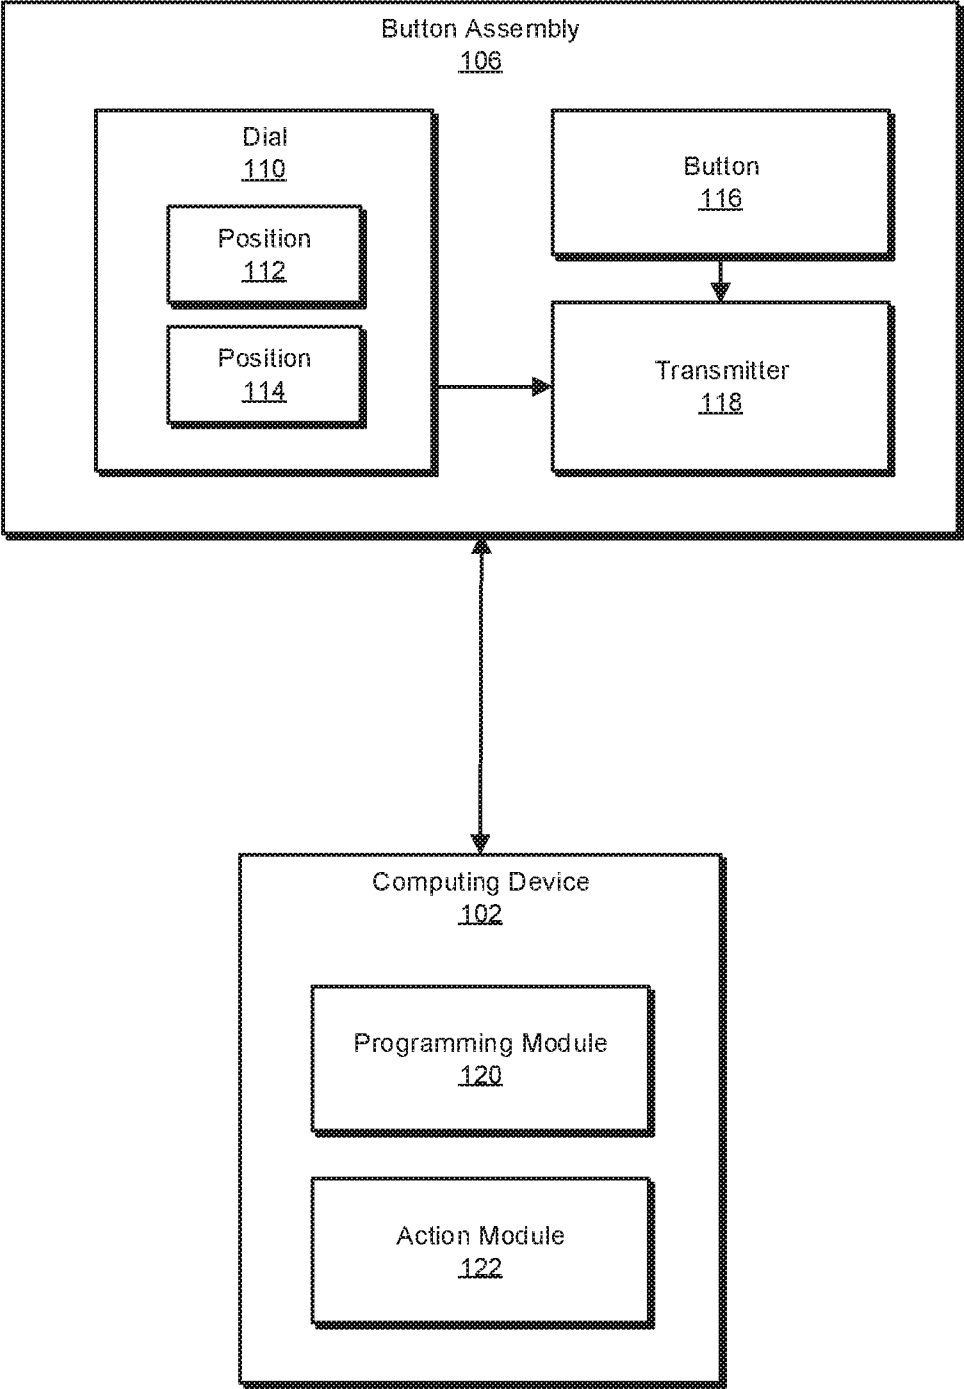 Button Assembly
106
Dial
110
Position
112
Position
114
Button
116
Transmitter
118
Computing Device
102
Programming Module
120
Action Module
122